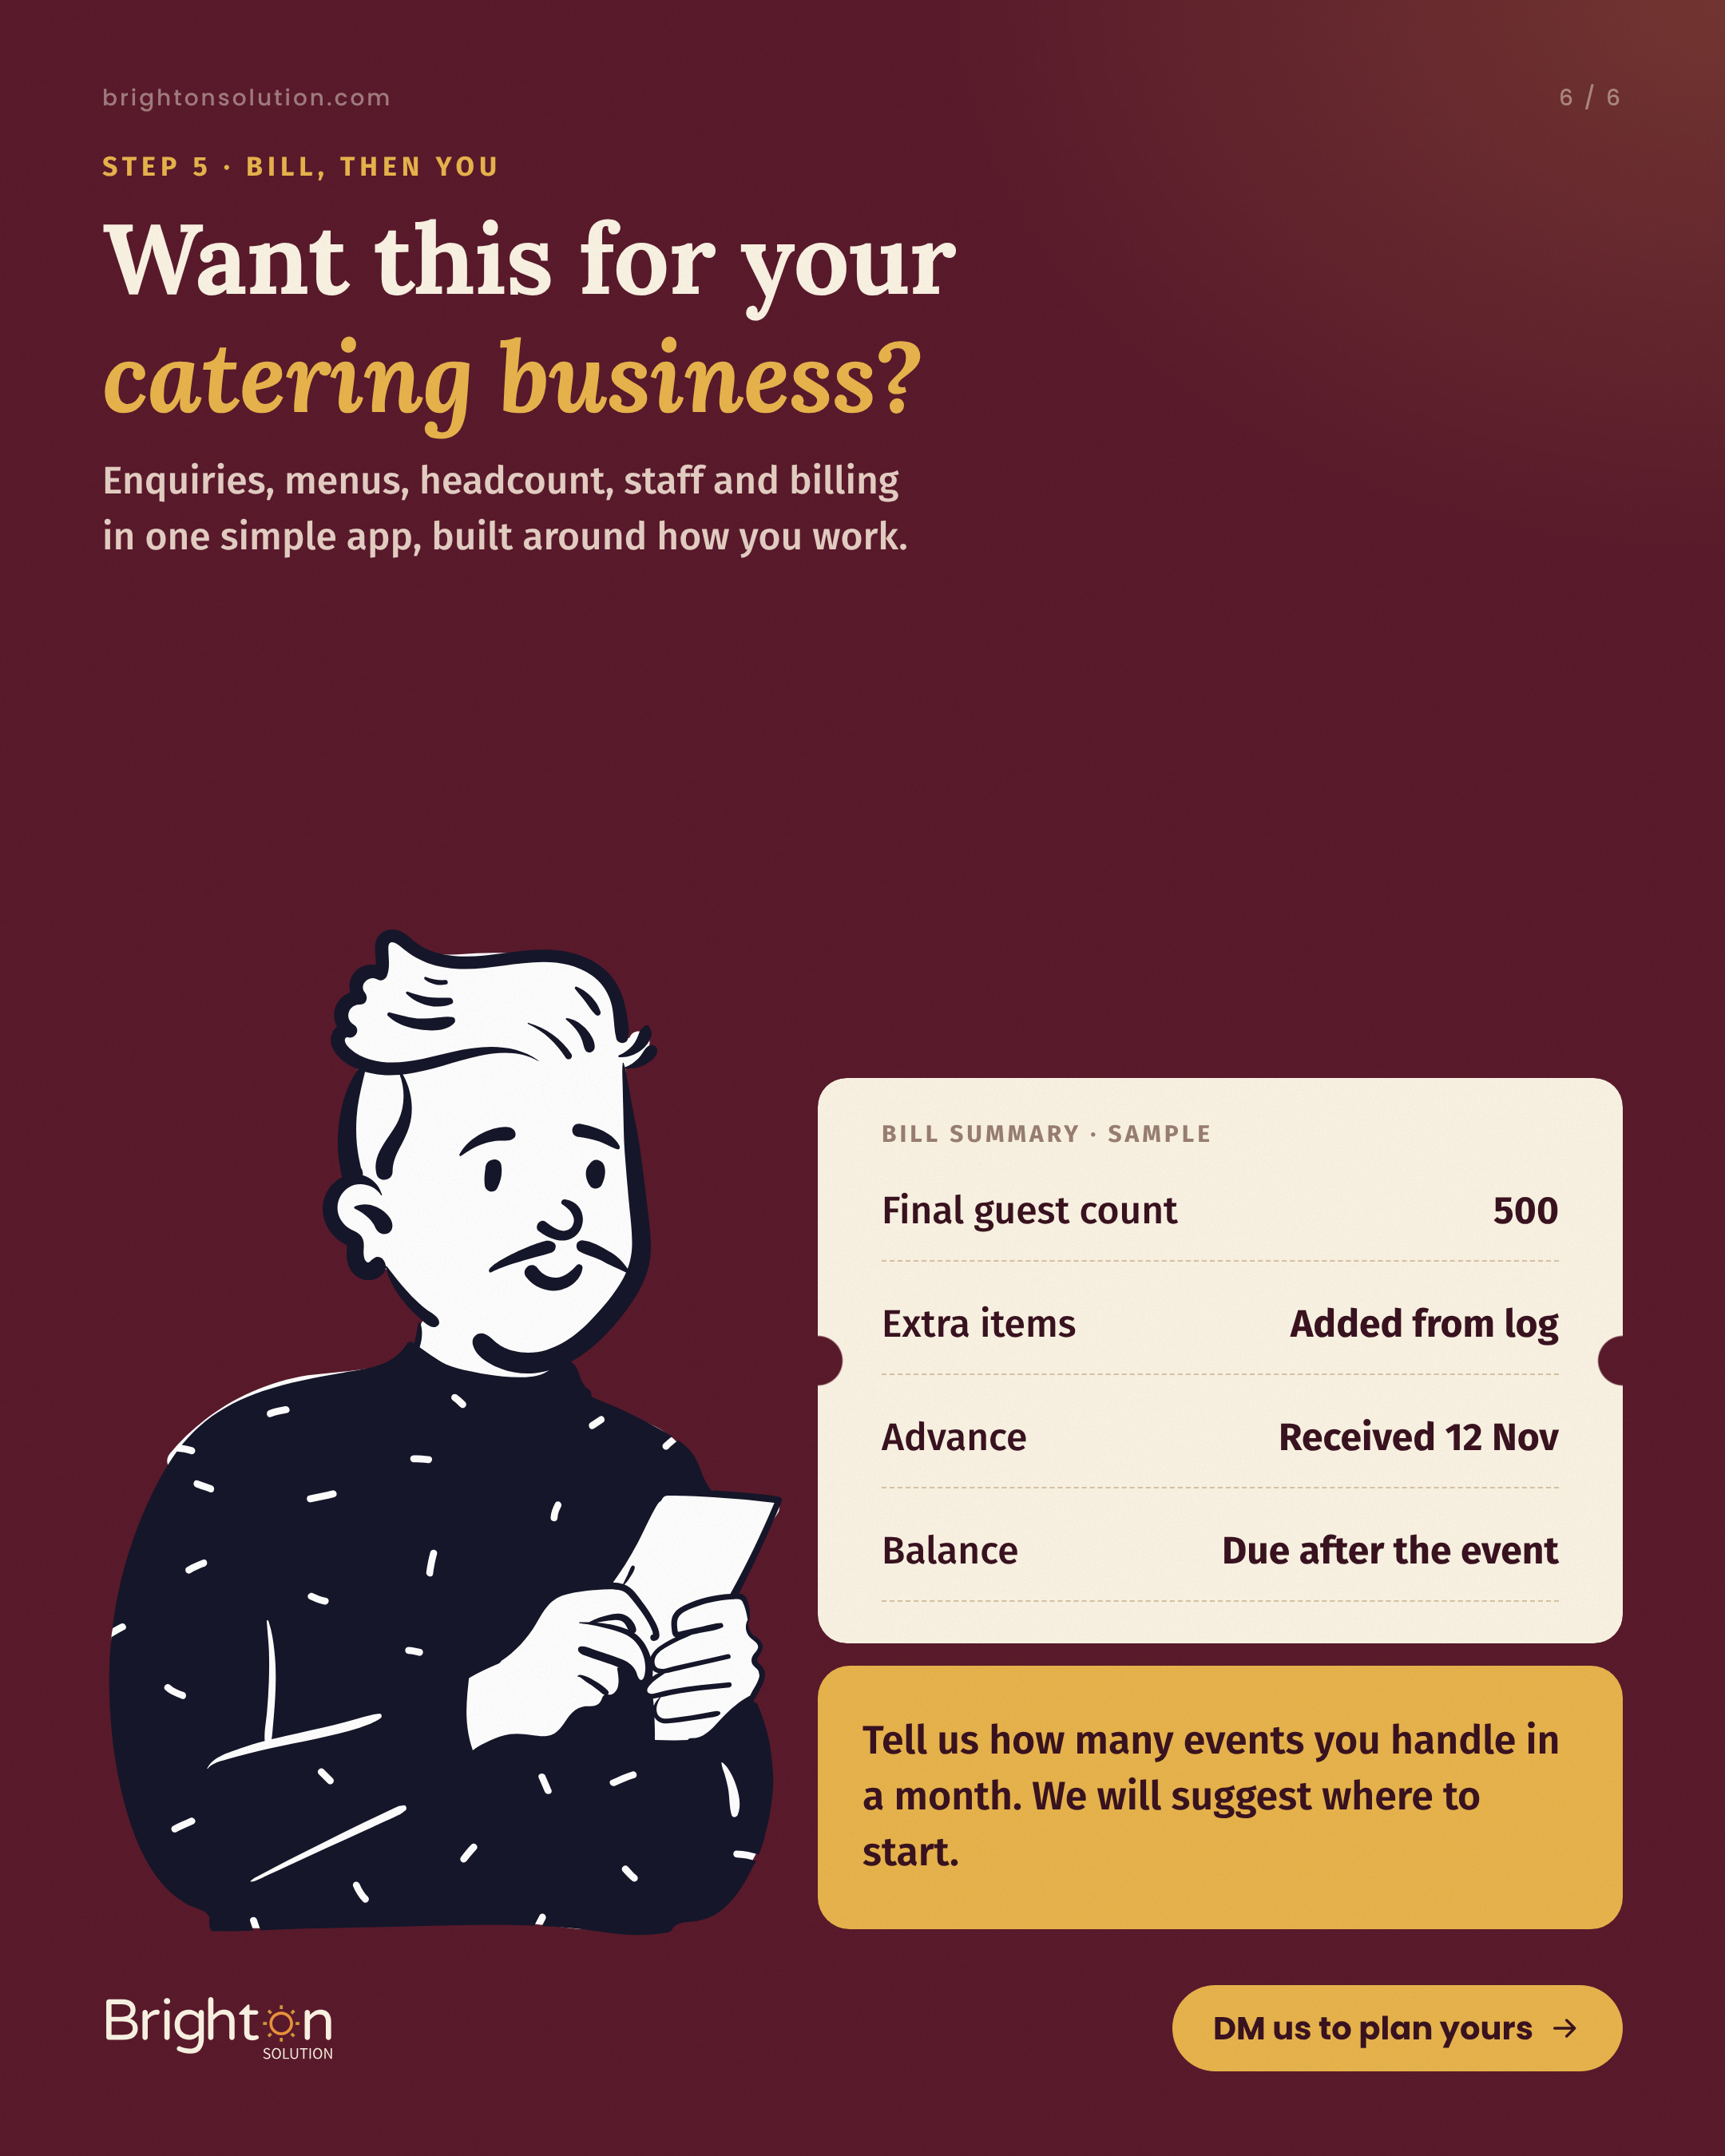 brightonsolution.com
6 / 6
STEP 5 · BILL, THEN YOU
Want this for your
catering business?
Enquiries, menus, headcount, staff and billing
in one simple app, built around how you work.
BILL SUMMARY · SAMPLE
Final guest count 500
Extra items Added from log
Advance Received 12 Nov
Balance Due after the event
Tell us how many events you handle in
a month. We will suggest where to
start.
Brighton
SOLUTION
DM us to plan yours →